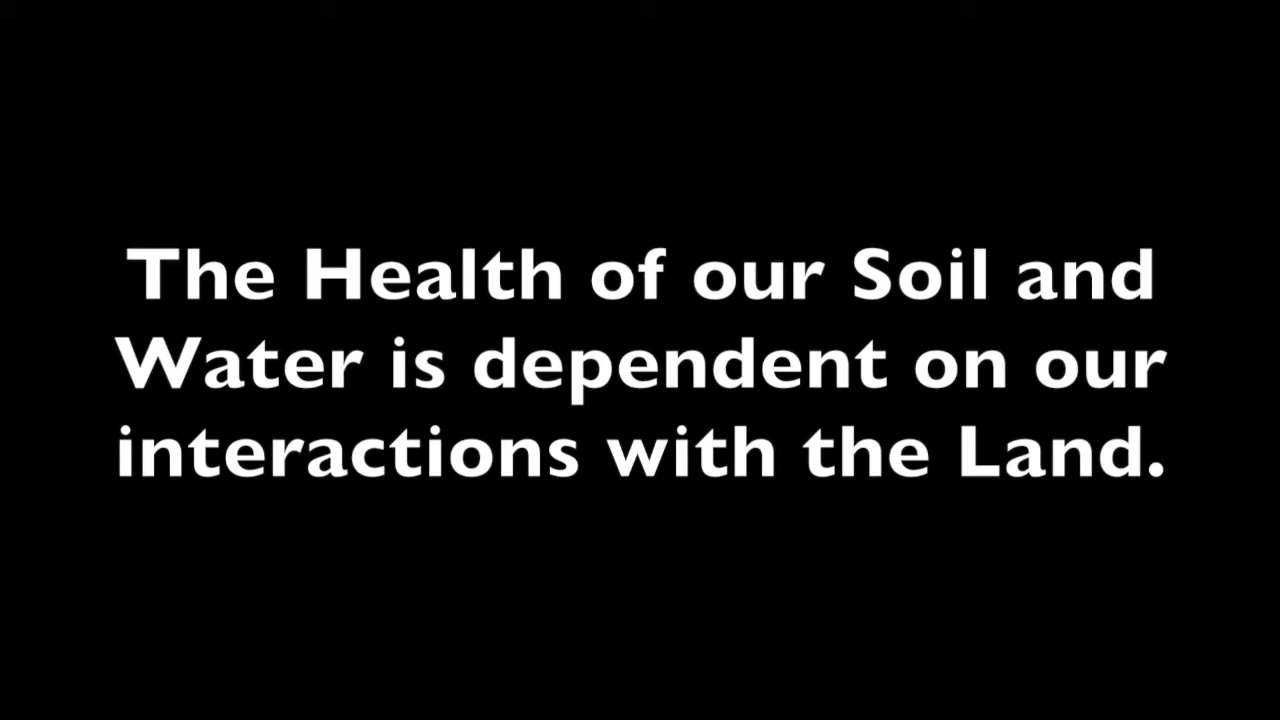 The Health of our Soil and
Water is dependent on our
interactions with the Land.